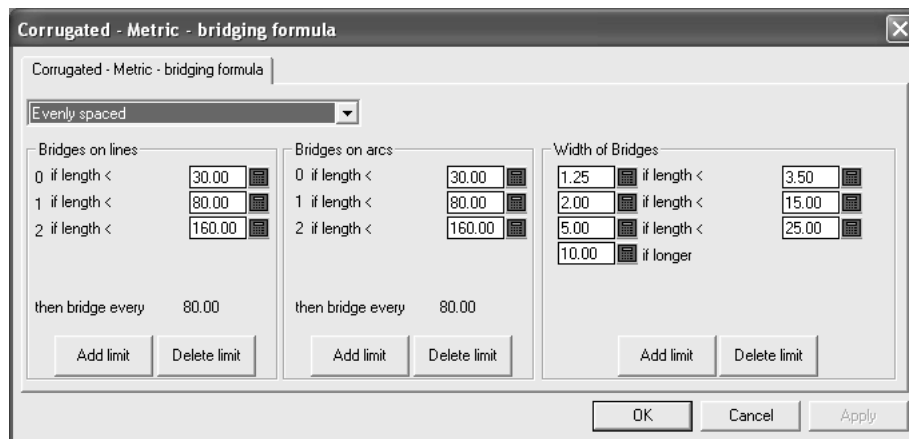 Corrugated - Metric - bridging formula
Corrugated - Metric - bridging formula
Evenly spaced
Bridges on lines
0 if length < 30.00
1 if length < 80.00
2 if length < 160.00
then bridge every 80.00
Add limit Delete limit
Bridges on arcs
0 if length < 30.00
1 if length < 80.00
2 if length < 160.00
then bridge every 80.00
Add limit Delete limit
Width of Bridges
1.25 if length < 3.50
2.00 if length < 15.00
5.00 if length < 25.00
10.00 if longer
Add limit Delete limit
OK Cancel Apply